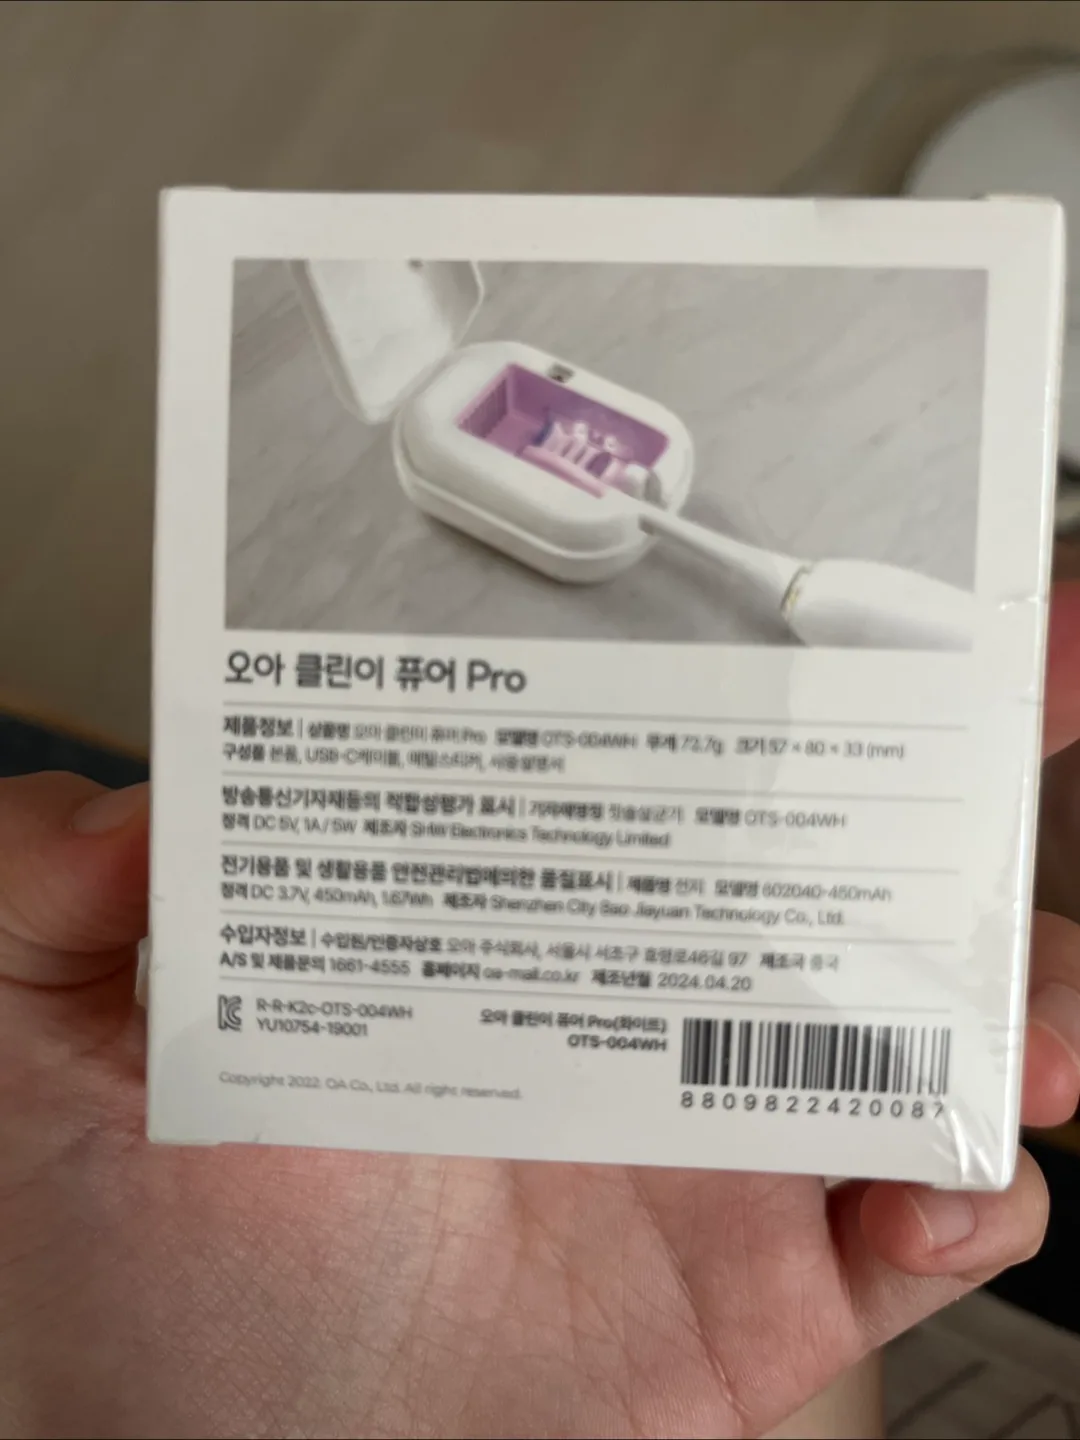 오아 클린이 퓨어 Pro
제품정보 | 상품명 오아 클린이 퓨어 Pro 모델명 OTS-004WH 무게 72.7g 크기 57 × 80 × 33 (mm)
구성품 본품, USB-C케이블, 메탈스티커, 사용설명서
방송통신기자재등의 적합성평가 표시 | 기자재명칭 칫솔살균기 모델명 OTS-004WH
정격 DC 5V, 1A / 5W 제조자 SHW Electronics Technology Limited
전기용품 및 생활용품 안전관리법에의한 품질표시 | 제품명 전지 모델명 602040-450mAh
정격 DC 3.7V, 450mAh, 1.67Wh 제조자 Shenzhen City Bao Jiayuan Technology Co., Ltd.
수입자정보 | 수입원/인증자상호 오아 주식회사, 서울시 서초구 효령로46길 97 제조국 중국
A/S 및 제품문의 1661-4555 홈페이지 oa-mall.co.kr 제조년월 2024.04.20
R-R-K2c-OTS-004WH
YU10754-19001
오아 클린이 퓨어 Pro(화이트)
OTS-004WH
8809822420087
Copyright 2022. OA Co., Ltd. All right reserved.